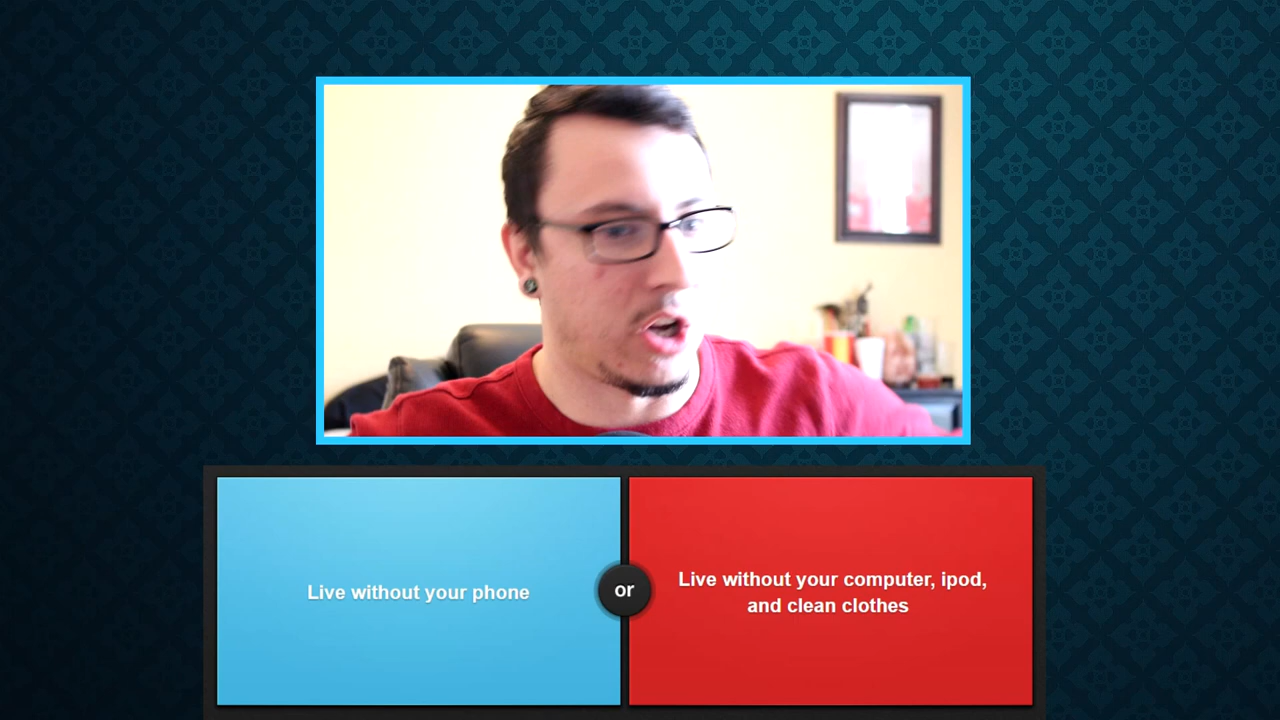 Live without your phone
or
Live without your computer, ipod,
and clean clothes